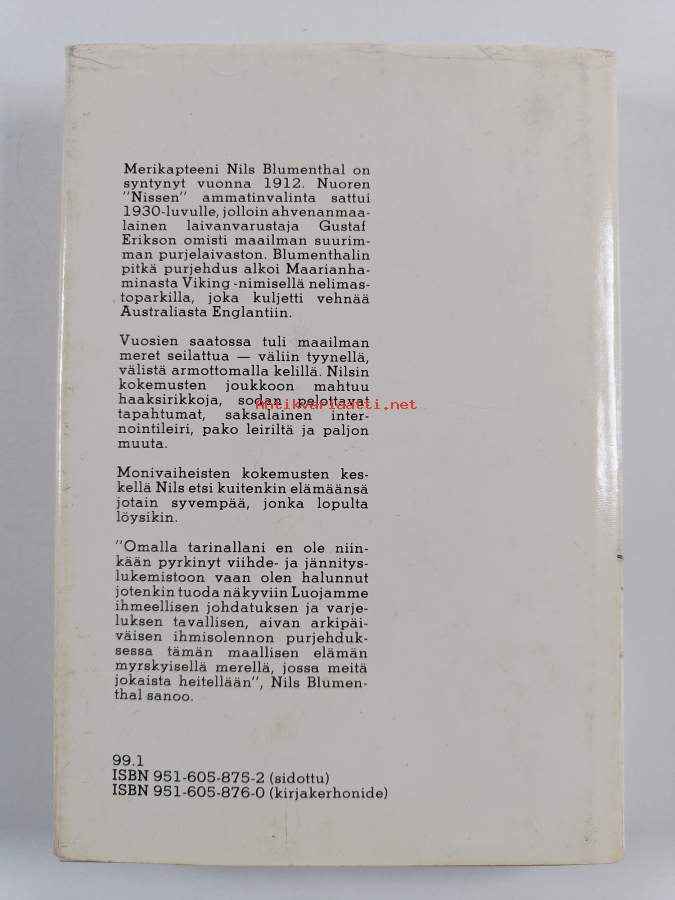 Merikapteeni Nils Blumenthal on
syntynyt vuonna 1912. Nuoren
"Nissen" ammatinvalinta sattui
1930-luvulle, jolloin ahvenanmaa-
lainen laivanvarustaja Gustaf
Erikson omisti maailman suurim-
man purjelaivaston. Blumenthalin
pitkä purjehdus alkoi Maarianha-
minasta Viking -nimisellä nelimas-
toparkilla, joka kuljetti vehnää
Australiasta Englantiin.
Vuosien saatossa tuli maailman
meret seilattua — väliin tyynellä,
välistä armottomalla kelillä. Nilsin
kokemusten joukkoon mahtuu
haaksirikkoja, sodan pelottavat
Antikvariaatti.net
tapahtumat, saksalainen inter-
nointileiri, pako leiriltä ja paljon
muuta.
Monivaiheisten kokemusten kes-
kellä Nils etsi kuitenkin elämäänsä
jotain syvempää, jonka lopulta
löysikin.
"Omalla tarinallani en ole niin-
kään pyrkinyt viihde- ja jännitys-
lukemistoon vaan olen halunnut
jotenkin tuoda näkyviin Luojamme
ihmeellisen johdatuksen ja varje-
luksen tavallisen, aivan arkipäi-
väisen ihmisolennon purjehduk-
sessa tämän maallisen elämän
myrskyisellä merellä, jossa meitä
jokaista heitellään", Nils Blumen-
thal sanoo.
99.1
ISBN 951-605-875-2 (sidottu)
ISBN 951-605-876-0 (kirjakerhonide)